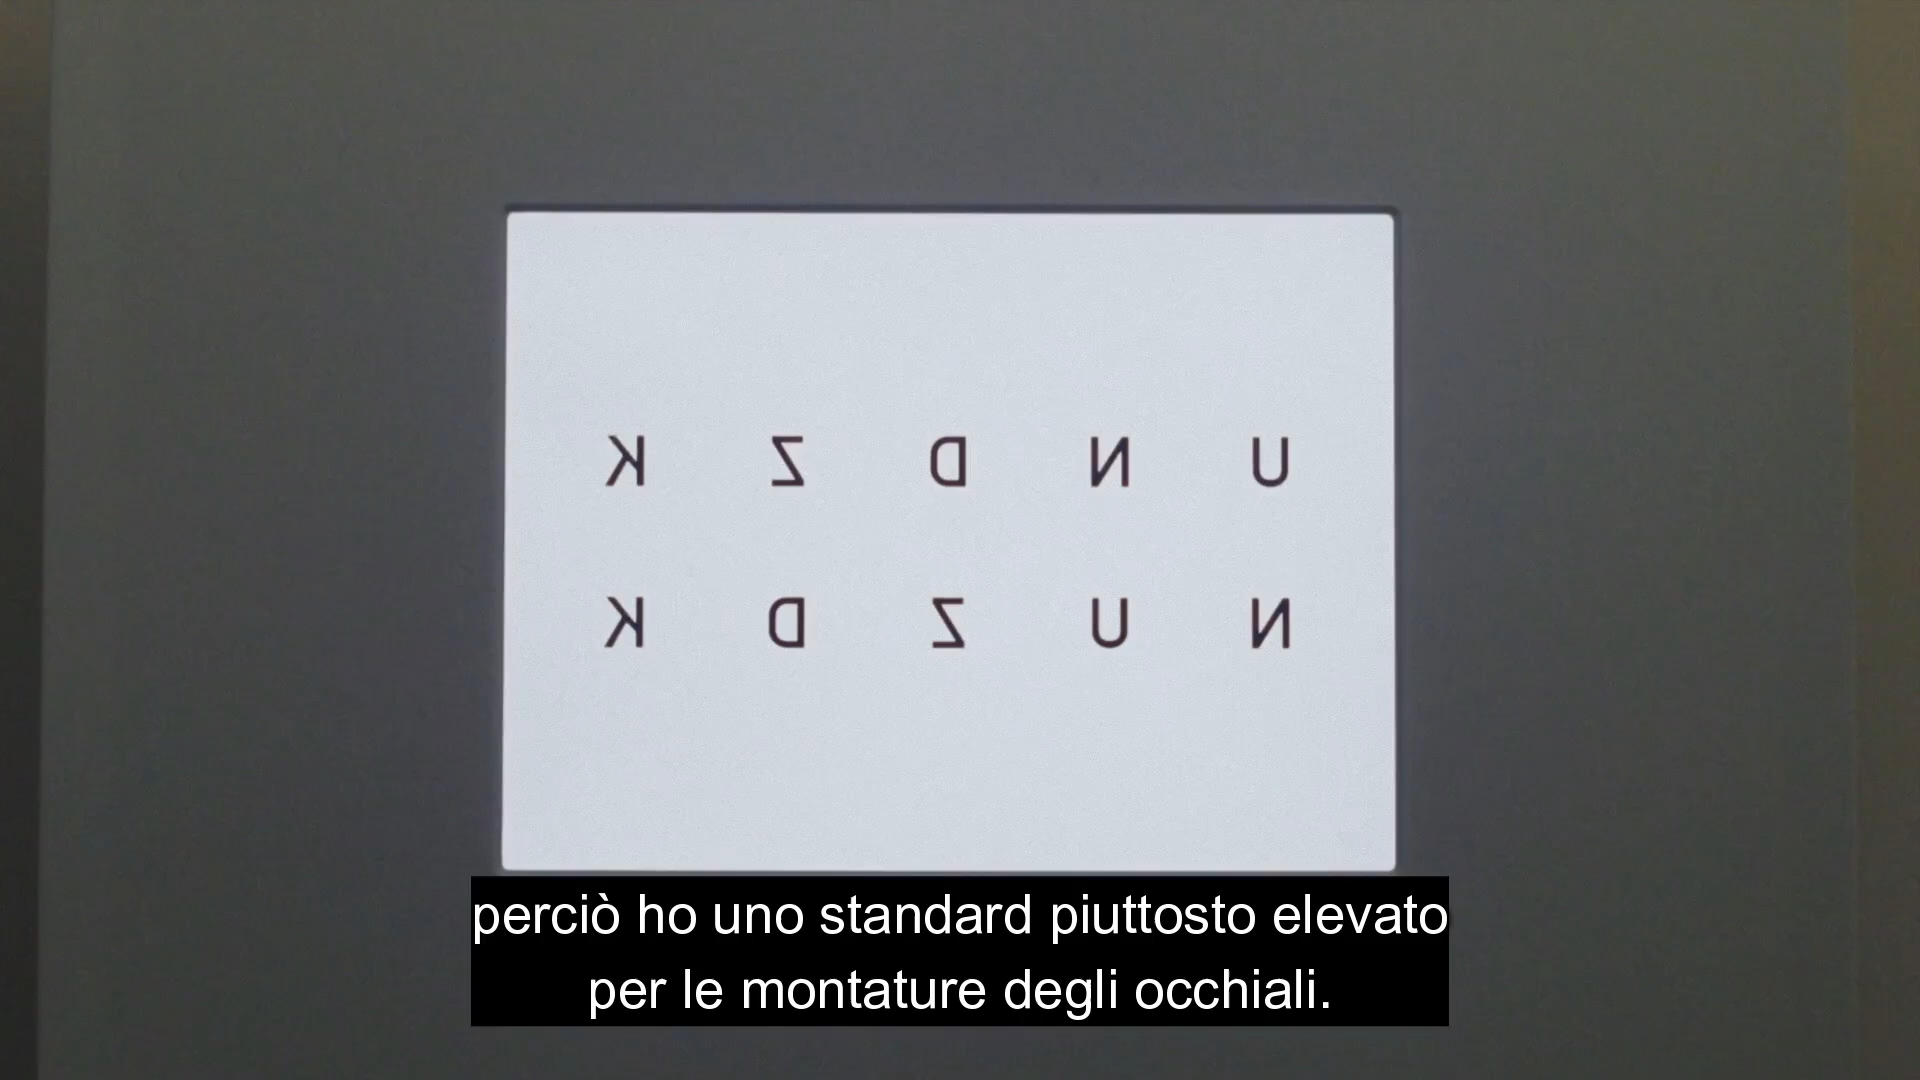 U N D Z K
N U Z D K
perciò ho uno standard piuttosto elevato
per le montature degli occhiali.